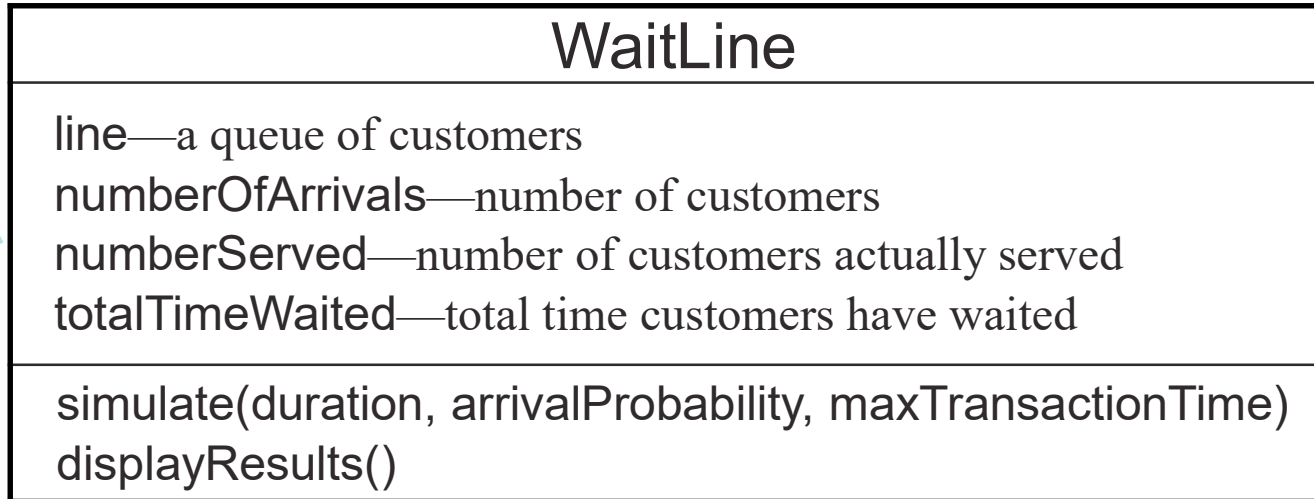 WaitLine
line—a queue of customers
numberOfArrivals—number of customers
numberServed—number of customers actually served
totalTimeWaited—total time customers have waited
simulate(duration, arrivalProbability, maxTransactionTime)
displayResults()